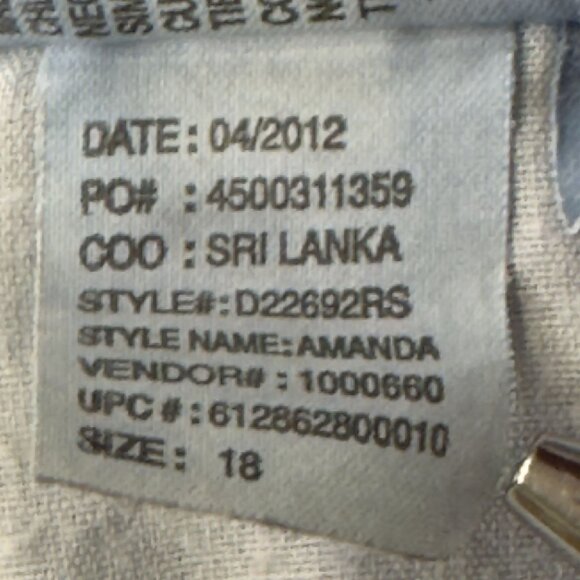 DATE: 04/2012
PO# : 4500311359
COO : SRI LANKA
STYLE#: D22692RS
STYLE NAME: AMANDA
VENDOR# : 1000660
UPC # : 612862800010
SIZE: 18